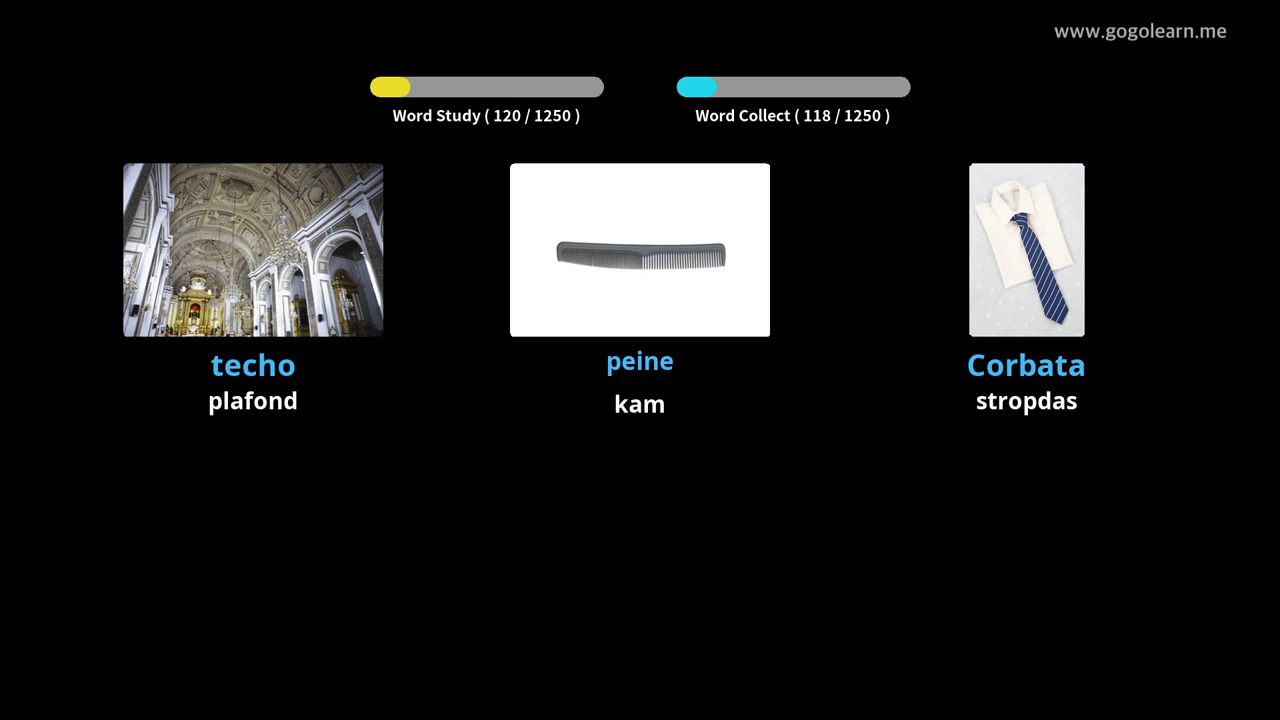 www.gogolearn.me
Word Study ( 120 / 1250 )
Word Collect ( 118 / 1250 )
techo
plafond
peine
kam
Corbata
stropdas